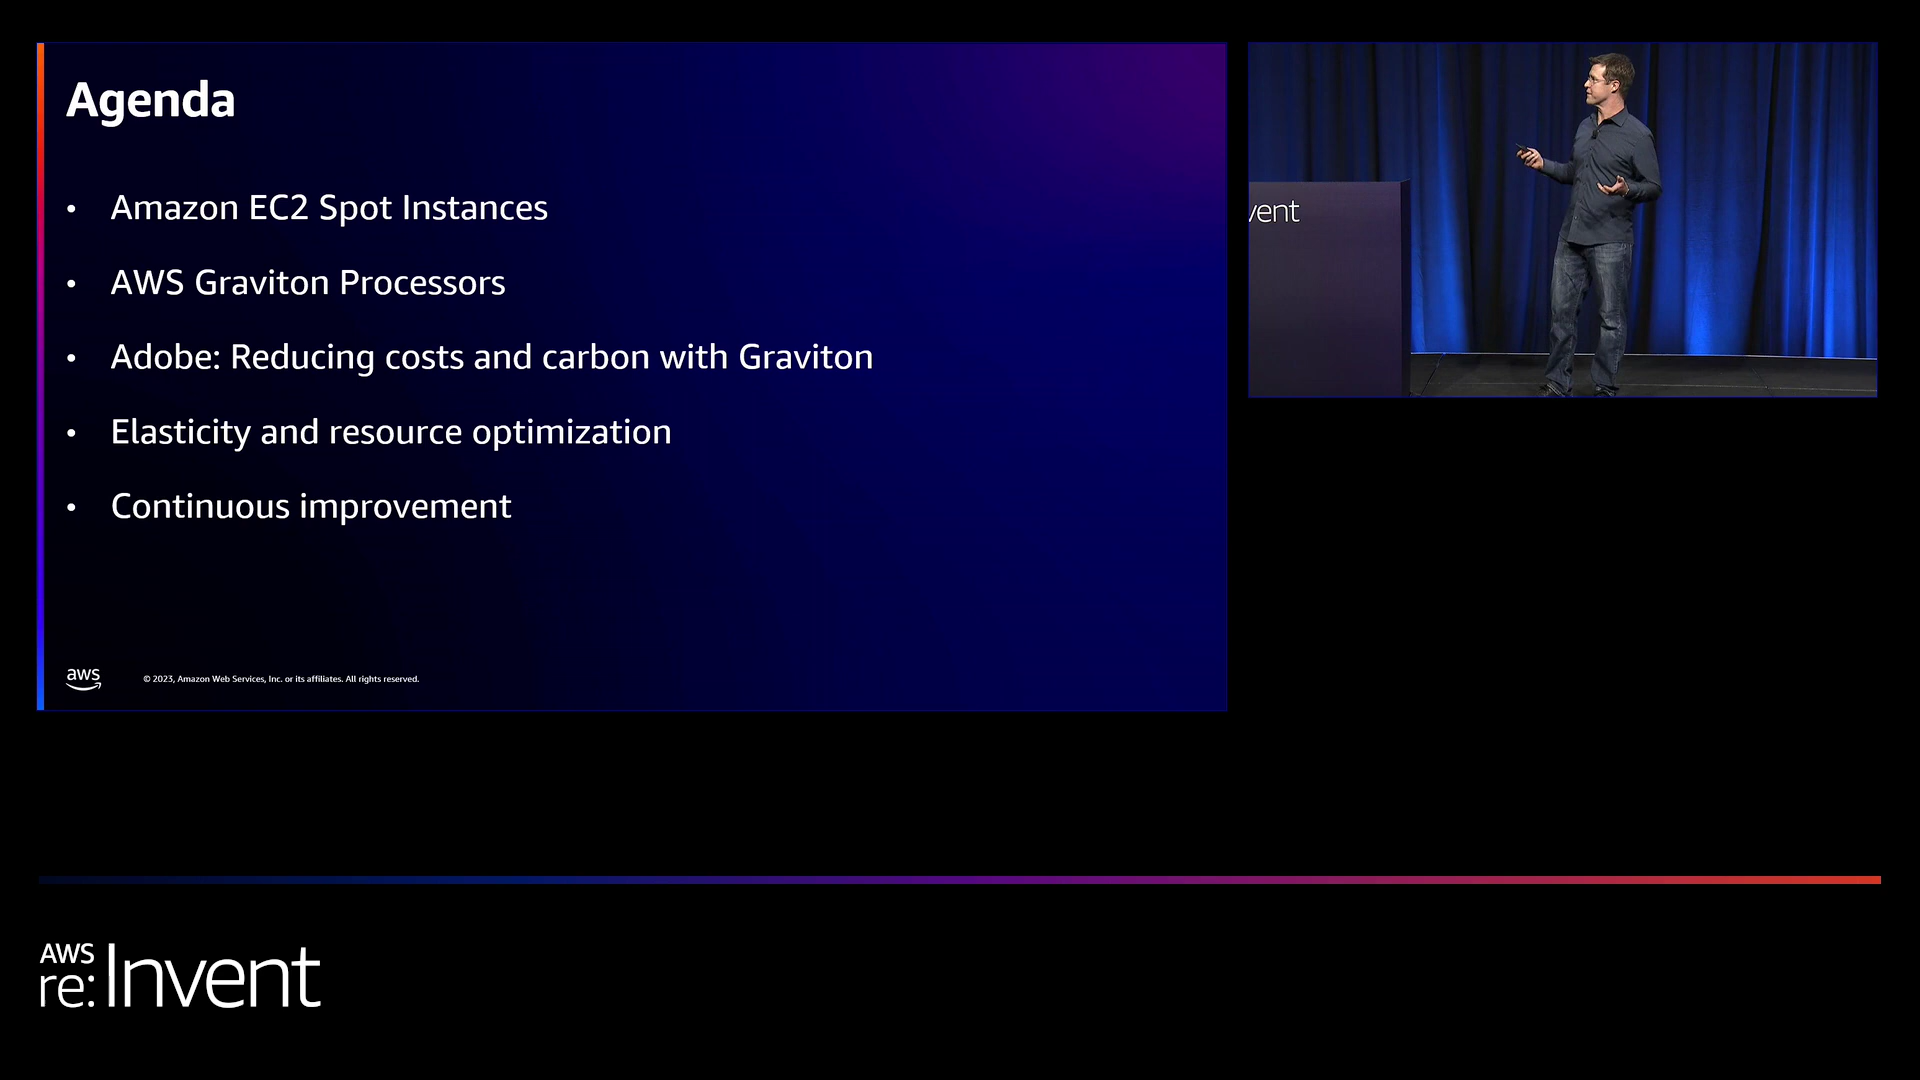 Agenda
• Amazon EC2 Spot Instances
• AWS Graviton Processors
• Adobe: Reducing costs and carbon with Graviton
• Elasticity and resource optimization
• Continuous improvement
aws
© 2023, Amazon Web Services, Inc. or its affiliates. All rights reserved.
vent
AWS
re:Invent